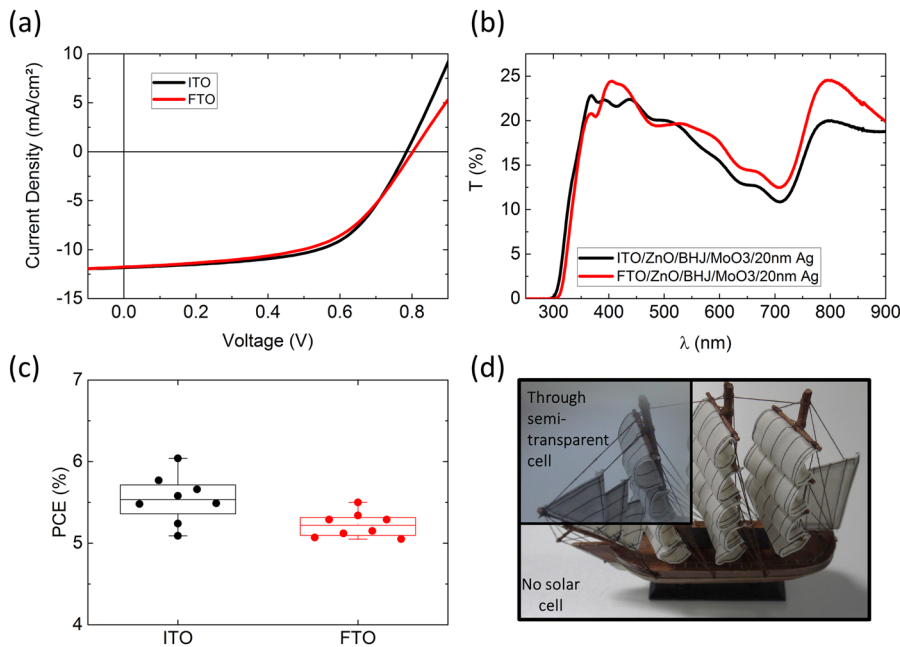 (a)
10
5
0
-5
-10
-15
Current Density (mA/cm²)
ITO
FTO
0.0
0.2
0.4
0.6
0.8
Voltage (V)
(b)
25
20
15
10
5
0
T (%)
ITO/ZnO/BHJ/MoO3/20nm Ag
FTO/ZnO/BHJ/MoO3/20nm Ag
300
400
500
600
700
800
900
λ (nm)
(c)
7
6
5
4
PCE (%)
ITO
FTO
(d)
Through
semi-
transparent
cell
No solar
cell